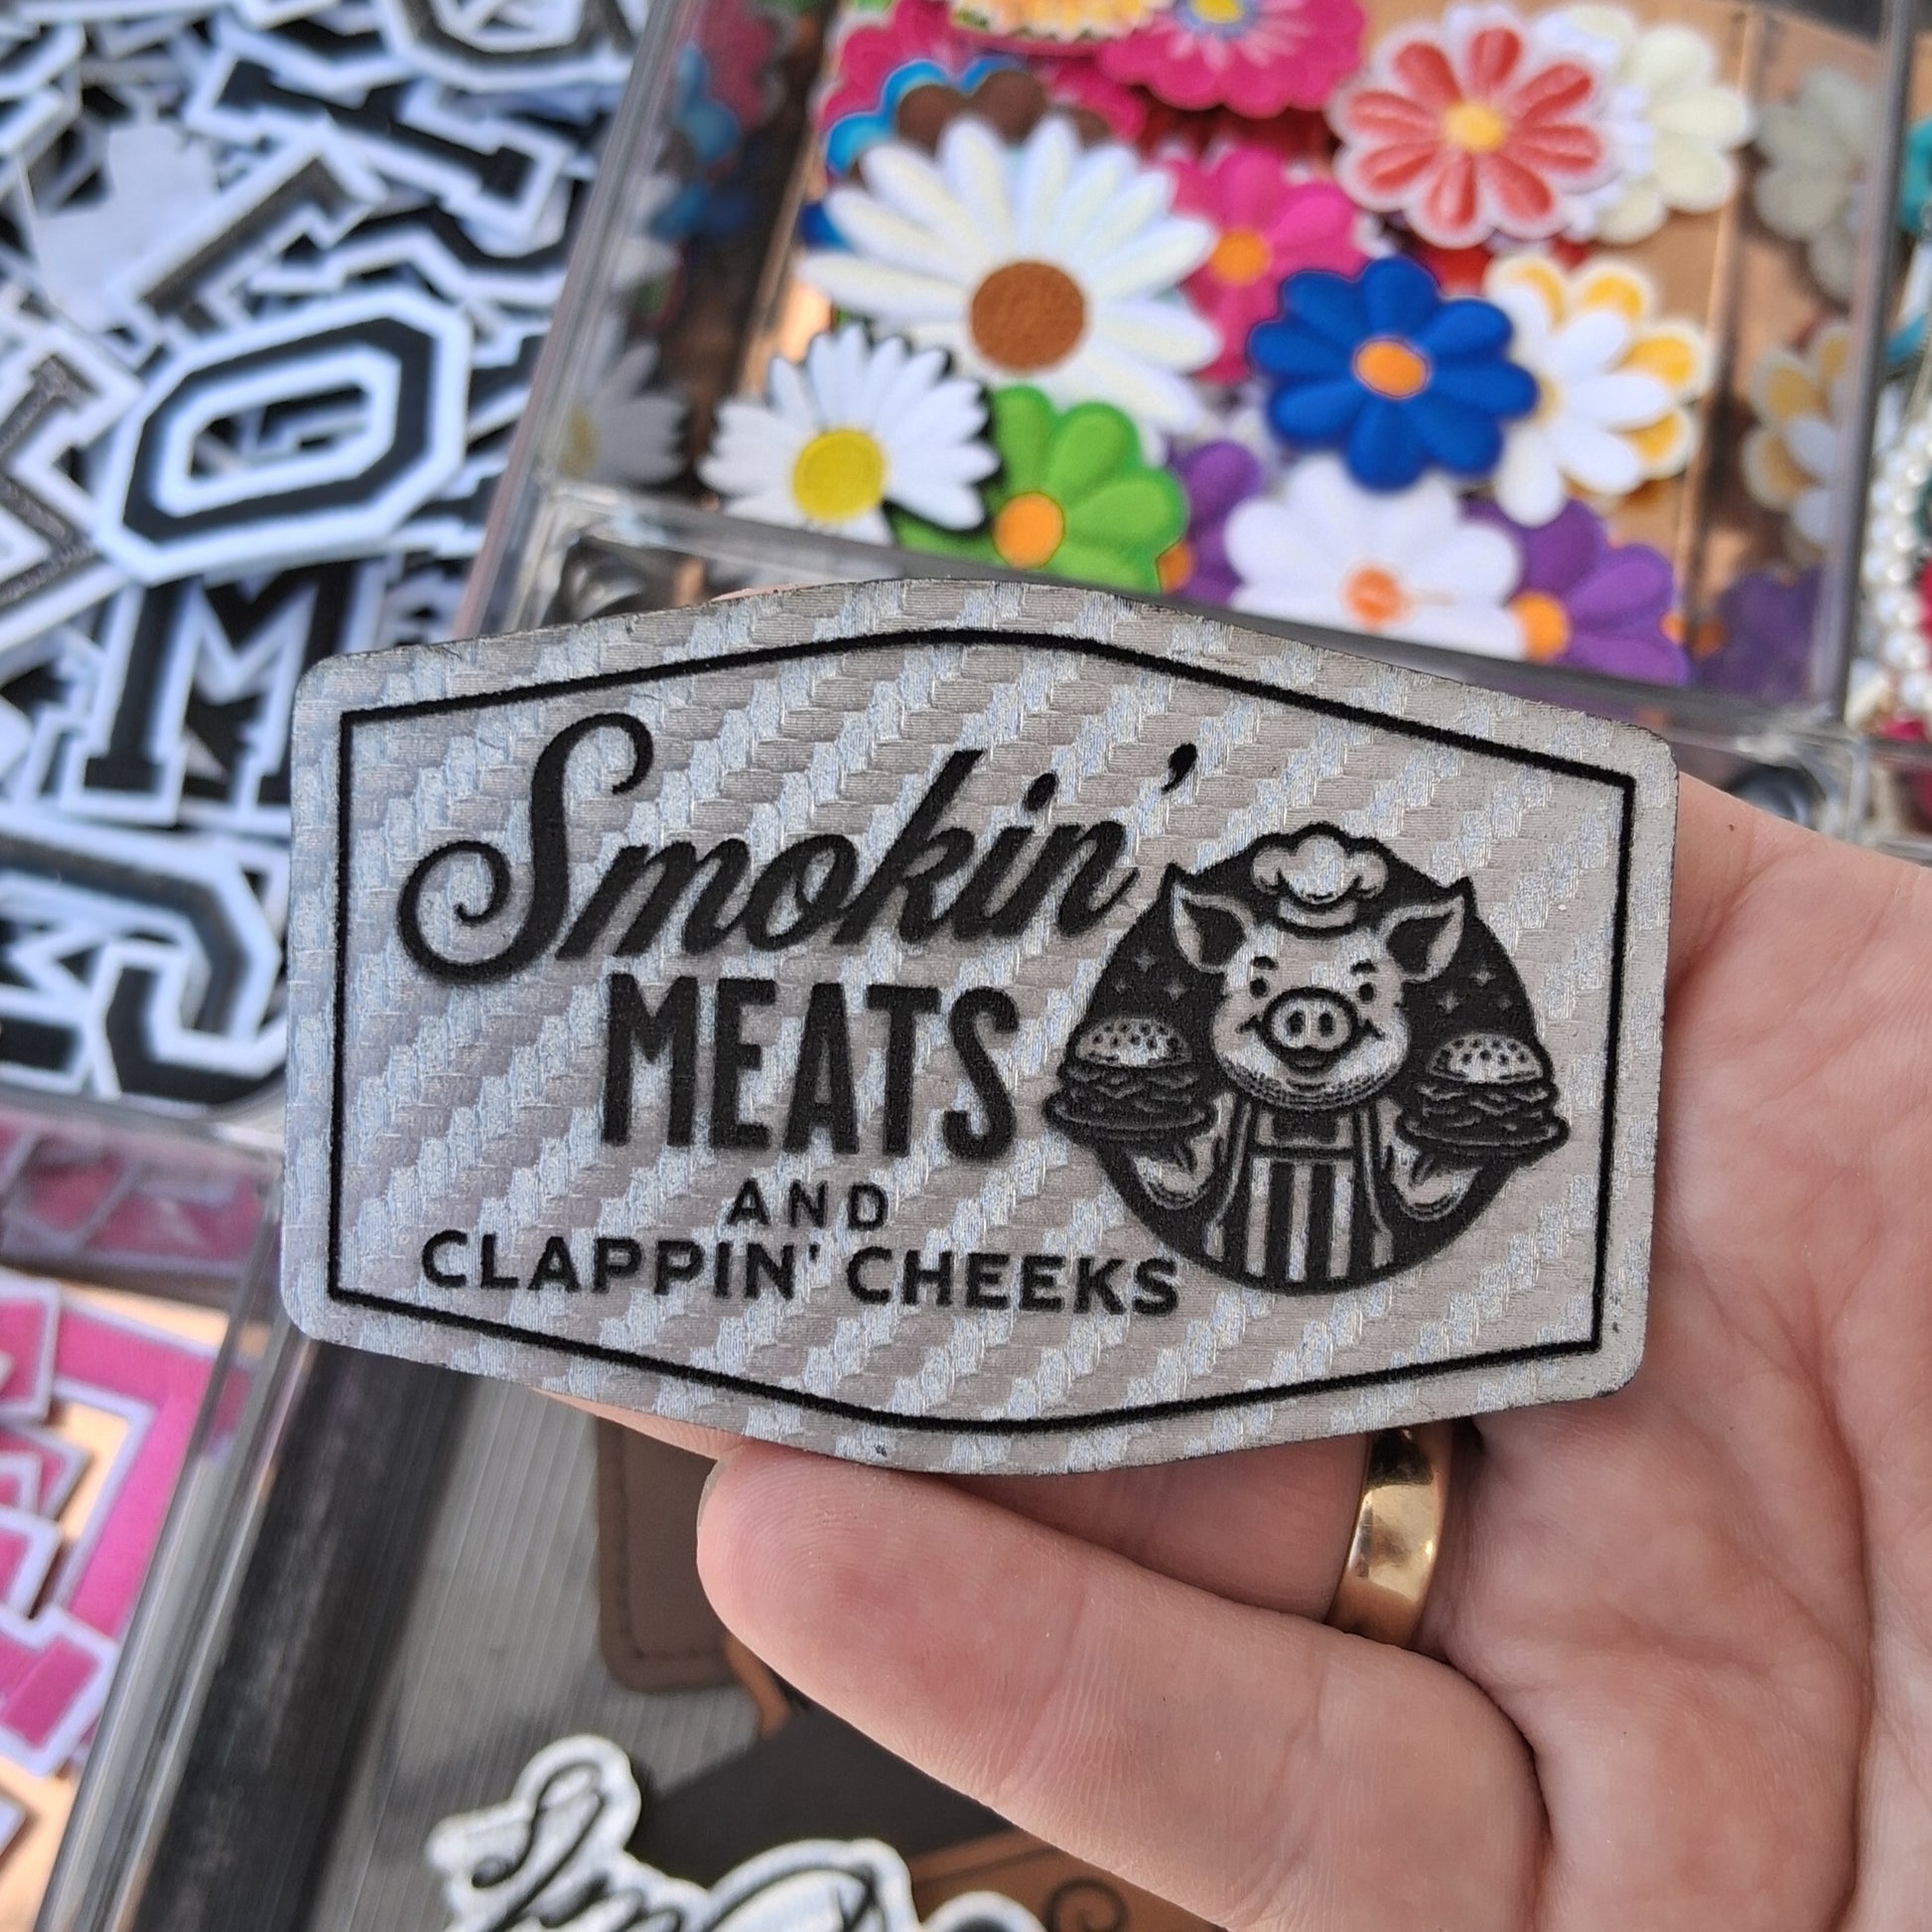 Smokin'
MEATS
AND
CLAPPIN' CHEEKS
O
M